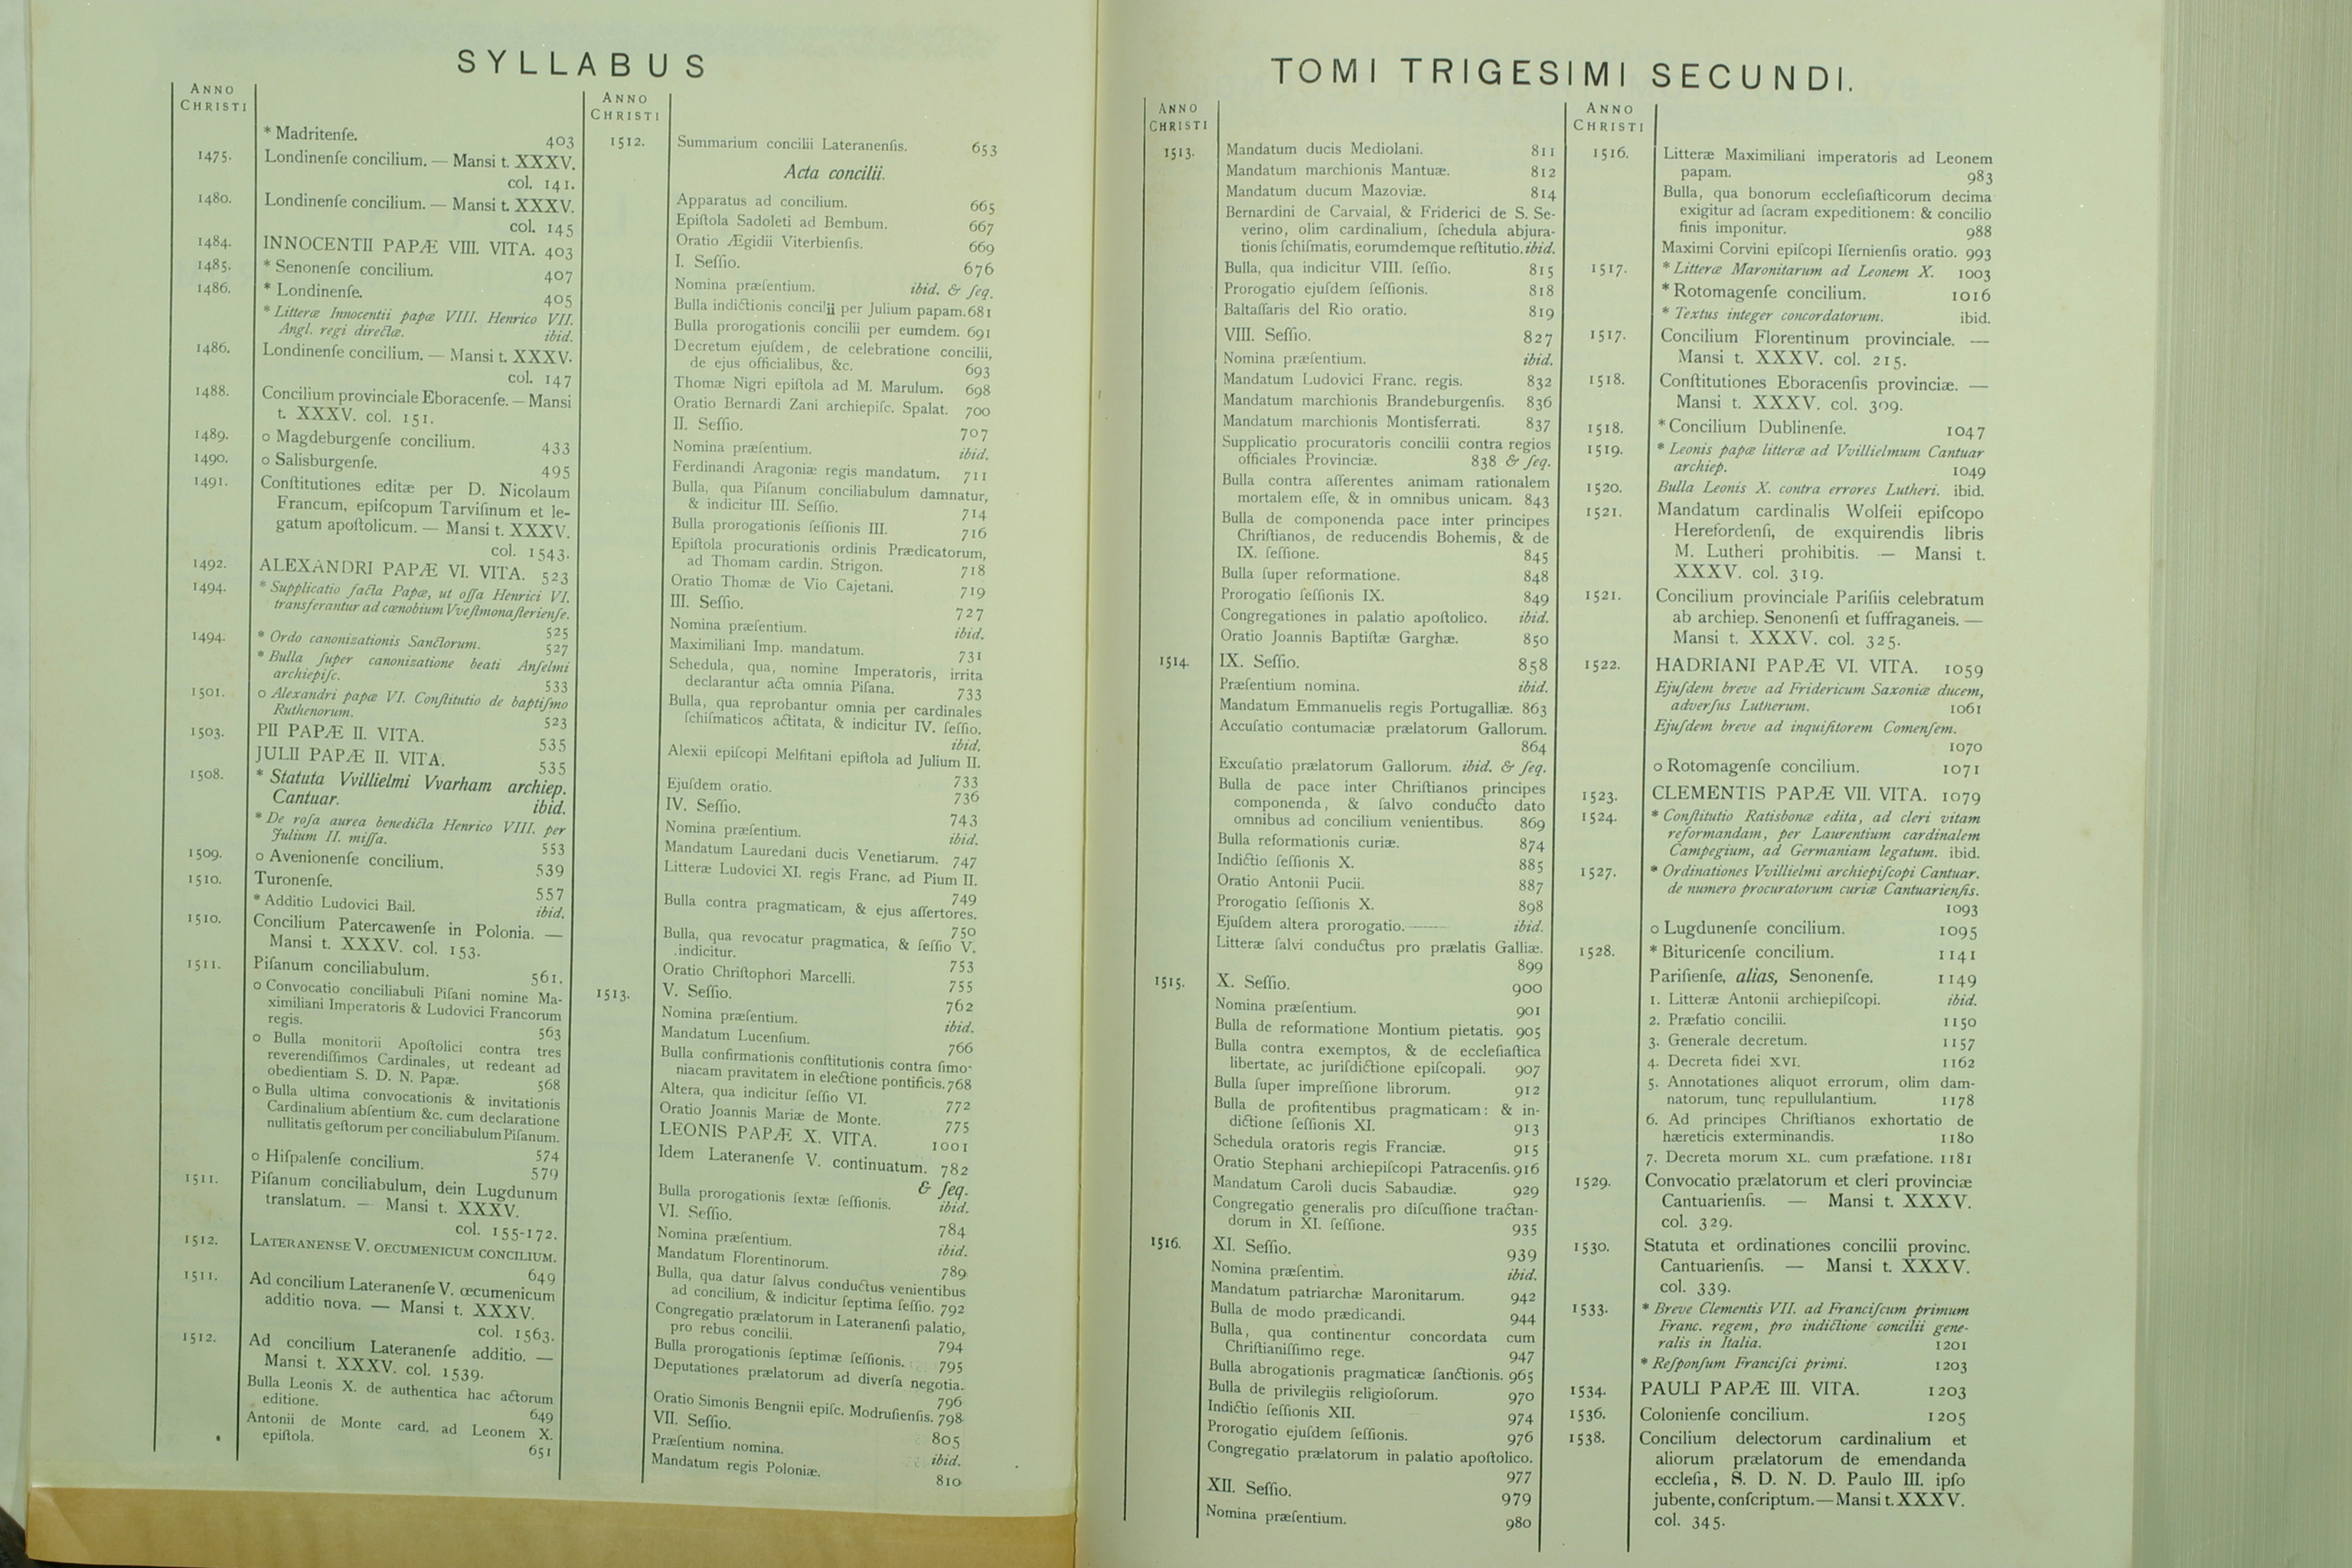 SYLLABUS
ANNO
CHRISTI
* Madritenſe. 403
1475. Londinenſe concilium. — Mansi t. XXXV.
col. 141.
1480. Londinenſe concilium. — Mansi t. XXXV.
col. 145
1484. INNOCENTII PAPÆ VIII. VITA. 403
1485. * Senonenſe concilium. 407
1486. * Londinenſe. 405
* Litteræ Innocentii papæ VIII. Henrico VII.
Angl. regi directæ. ibid.
1486. Londinenſe concilium. — Mansi t. XXXV.
col. 147
1488. Concilium provinciale Eboracenſe. — Mansi
t. XXXV. col. 151.
1489. o Magdeburgenſe concilium. 433
1490. o Salisburgenſe. 495
1491. Conſtitutiones editæ per D. Nicolaum
Francum, epiſcopum Tarviſinum et le-
gatum apoſtolicum. — Mansi t. XXXV.
col. 1543.
1492. ALEXANDRI PAPÆ VI. VITA. 523
1494. * Supplicatio facta Papæ, ut oſſa Henrici VI.
transferantur ad cœnobium Vveſtmonaſterienſe.
525
1494. * Ordo canonizationis Sanctorum. 527
* Bulla ſuper canonizatione beati Anſelmi
archiepiſc. 533
1501. o Alexandri papæ VI. Conſtitutio de baptiſmo
Ruthenorum. 523
1503. PII PAPÆ II. VITA. 535
JULII PAPÆ II. VITA. 535
1508. * Statuta Vvillielmi Vvarham archiep.
Cantuar. ibid.
* De roſa aurea benedicta Henrico VIII. per
Julium II. miſſa. 553
1509. o Avenionenſe concilium. 539
1510. Turonenſe. 557
* Additio Ludovici Bail. ibid.
1510. Concilium Patercawenſe in Polonia. —
Mansi t. XXXV. col. 153.
1511. Piſanum conciliabulum. 561.
o Convocatio conciliabuli Piſani nomine Ma-
ximiliani Imperatoris & Ludovici Francorum
regis. 563
o Bulla monitorii Apoſtolici contra tres
reverendiſſimos Cardinales, ut redeant ad
obedientiam S. D. N. Papæ. 568
o Bulla ultima convocationis & invitationis
Cardinalium abſentium &c. cum declaratione
nullitatis geſtorum per conciliabulum Piſanum.
574
o Hiſpalenſe concilium. 579
1511. Piſanum conciliabulum, dein Lugdunum
translatum. — Mansi t. XXXV.
col. 155-172.
1512. LATERANENSE V. OECUMENICUM CONCILIUM.
649
1511. Ad concilium Lateranenſe V. œcumenicum
additio nova. — Mansi t. XXXV.
col. 1563.
1512. Ad concilium Lateranenſe additio. —
Mansi t. XXXV. col. 1539.
Bulla Leonis X. de authentica hac actorum
editione. 649
Antonii de Monte card. ad Leonem X.
epiſtola. 651
ANNO
CHRISTI
1512. Summarium concilii Lateranenſis. 653
Acta concilii.
Apparatus ad concilium. 665
Epiſtola Sadoleti ad Bembum. 667
Oratio Ægidii Viterbienſis. 669
I. Seſſio. 676
Nomina præſentium. ibid. & ſeq.
Bulla indictionis concilii per Julium papam. 681
Bulla prorogationis concilii per eumdem. 691
Decretum ejuſdem, de celebratione concilii,
de ejus officialibus, &c. 693
Thomæ Nigri epiſtola ad M. Marulum. 698
Oratio Bernardi Zani archiepiſc. Spalat. 700
II. Seſſio. 707
Nomina præſentium. ibid.
Ferdinandi Aragoniæ regis mandatum. 711
Bulla, qua Piſanum conciliabulum damnatur,
& indicitur III. Seſſio. 714
Bulla prorogationis ſeſſionis III. 716
Epiſtola procurationis ordinis Prædicatorum,
ad Thomam cardin. Strigon. 718
Oratio Thomæ de Vio Cajetani. 719
III. Seſſio. 727
Nomina præſentium. ibid.
Maximiliani Imp. mandatum. 731
Schedula, qua, nomine Imperatoris, irrita
declarantur acta omnia Piſana. 733
Bulla, qua reprobantur omnia per cardinales
ſchiſmaticos actitata, & indicitur IV. ſeſſio.
ibid.
Alexii epiſcopi Melfitani epiſtola ad Julium II.
733
Ejuſdem oratio. 736
IV. Seſſio. 743
Nomina præſentium. ibid.
Mandatum Lauredani ducis Venetiarum. 747
Litteræ Ludovici XI. regis Franc. ad Pium II.
749
Bulla contra pragmaticam, & ejus aſſertores.
750
Bulla, qua revocatur pragmatica, & ſeſſio V.
indicitur. 753
Oratio Chriſtophori Marcelli. 755
1513. V. Seſſio. 762
Nomina præſentium. ibid.
Mandatum Lucenſium. 766
Bulla confirmationis conſtitutionis contra ſimo-
niacam pravitatem in electione pontificis. 768
Altera, qua indicitur ſeſſio VI. 772
Oratio Joannis Mariæ de Monte. 775
LEONIS PAPÆ X. VITA. 1001
Idem Lateranenſe V. continuatum. 782
& ſeq.
Bulla prorogationis ſextæ ſeſſionis. ibid.
VI. Seſſio. 784
Nomina præſentium. ibid.
Mandatum Florentinorum. 789
Bulla, qua datur ſalvus conductus venientibus
ad concilium, & indicitur ſeptima ſeſſio. 792
Congregatio prælatorum in Lateranenſi palatio,
pro rebus concilii. 794
Bulla prorogationis ſeptimæ ſeſſionis. 795
Deputationes prælatorum ad diverſa negotia.
796
Oratio Simonis Bengnii epiſc. Modruſienſis. 798
VII. Seſſio. 805
Præſentium nomina. ibid.
Mandatum regis Poloniæ. 810
TOMI TRIGESIMI SECUNDI.
ANNO
CHRISTI
1513. Mandatum ducis Mediolani. 811
Mandatum marchionis Mantuæ. 812
Mandatum ducum Mazoviæ. 814
Bernardini de Carvaial, & Friderici de S. Se-
verino, olim cardinalium, ſchedula abjura-
tionis ſchiſmatis, eorumdemque reſtitutio. ibid.
Bulla, qua indicitur VIII. ſeſſio. 815
Prorogatio ejuſdem ſeſſionis. 818
Baltaſſaris del Rio oratio. 819
VIII. Seſſio. 827
Nomina præſentium. ibid.
Mandatum Ludovici Franc. regis. 832
Mandatum marchionis Brandeburgenſis. 836
Mandatum marchionis Montisferrati. 837
Supplicatio procuratoris concilii contra regios
officiales Provinciæ. 838 & ſeq.
Bulla contra aſſerentes animam rationalem
mortalem eſſe, & in omnibus unicam. 843
Bulla de componenda pace inter principes
Chriſtianos, de reducendis Bohemis, & de
IX. ſeſſione. 845
Bulla ſuper reformatione. 848
Prorogatio ſeſſionis IX. 849
Congregationes in palatio apoſtolico. ibid.
Oratio Joannis Baptiſtæ Garghæ. 850
1514. IX. Seſſio. 858
Præſentium nomina. ibid.
Mandatum Emmanuelis regis Portugalliæ. 863
Accuſatio contumaciæ prælatorum Gallorum.
864
Excuſatio prælatorum Gallorum. ibid. & ſeq.
Bulla de pace inter Chriſtianos principes
componenda, & ſalvo conducto dato
omnibus ad concilium venientibus. 869
Bulla reformationis curiæ. 874
Indictio ſeſſionis X. 885
Oratio Antonii Pucii. 887
Prorogatio ſeſſionis X. 898
Ejuſdem altera prorogatio. — ibid.
Litteræ ſalvi conductus pro prælatis Galliæ.
899
1515. X. Seſſio. 900
Nomina præſentium. 901
Bulla de reformatione Montium pietatis. 905
Bulla contra exemptos, & de eccleſiaſtica
libertate, ac juriſdictione epiſcopali. 907
Bulla ſuper impreſſione librorum. 912
Bulla de profitentibus pragmaticam: & in-
dictione ſeſſionis XI. 913
Schedula oratoris regis Franciæ. 915
Oratio Stephani archiepiſcopi Patracenſis. 916
Mandatum Caroli ducis Sabaudiæ. 929
Congregatio generalis pro diſcuſſione tractan-
dorum in XI. ſeſſione. 935
1516. XI. Seſſio. 939
Nomina præſentim. ibid.
Mandatum patriarchæ Maronitarum. 942
Bulla de modo prædicandi. 944
Bulla, qua continentur concordata cum
Chriſtianiſſimo rege. 947
Bulla abrogationis pragmaticæ ſanctionis. 965
Bulla de privilegiis religioſorum. 970
Indictio ſeſſionis XII. 974
Prorogatio ejuſdem ſeſſionis. 976
Congregatio prælatorum in palatio apoſtolico.
977
XII. Seſſio. 979
Nomina præſentium. 980
ANNO
CHRISTI
1516. Litteræ Maximiliani imperatoris ad Leonem
papam. 983
Bulla, qua bonorum eccleſiaſticorum decima
exigitur ad ſacram expeditionem: & concilio
finis imponitur. 988
Maximi Corvini epiſcopi Iſernienſis oratio. 993
1517. * Litteræ Maronitarum ad Leonem X. 1003
* Rotomagenſe concilium. 1016
* Textus integer concordatorum. ibid.
1517. Concilium Florentinum provinciale. —
Mansi t. XXXV. col. 215.
1518. Conſtitutiones Eboracenſis provinciæ. —
Mansi t. XXXV. col. 309.
1518. * Concilium Dublinenſe. 1047
1519. * Leonis papæ litteræ ad Vvillielmum Cantuar
archiep. 1049
1520. Bulla Leonis X. contra errores Lutheri. ibid.
1521. Mandatum cardinalis Wolſeii epiſcopo
Herefordenſi, de exquirendis libris
M. Lutheri prohibitis. — Mansi t.
XXXV. col. 319.
1521. Concilium provinciale Pariſiis celebratum
ab archiep. Senonenſi et ſuffraganeis. —
Mansi t. XXXV. col. 325.
1522. HADRIANI PAPÆ VI. VITA. 1059
Ejuſdem breve ad Fridericum Saxoniæ ducem,
adverſus Lutherum. 1061
Ejuſdem breve ad inquiſitorem Comenſem.
1070
o Rotomagenſe concilium. 1071
1523. CLEMENTIS PAPÆ VII. VITA. 1079
1524. * Conſtitutio Ratisbonæ edita, ad cleri vitam
reformandam, per Laurentium cardinalem
Campegium, ad Germaniam legatum. ibid.
1527. * Ordinationes Vvillielmi archiepiſcopi Cantuar.
de numero procuratorum curiæ Cantuarienſis.
1093
o Lugdunenſe concilium. 1095
1528. * Bituricenſe concilium. 1141
Pariſienſe, alias, Senonenſe. 1149
1. Litteræ Antonii archiepiſcopi. ibid.
2. Præfatio concilii. 1150
3. Generale decretum. 1157
4. Decreta fidei XVI. 1162
5. Annotationes aliquot errorum, olim dam-
natorum, tunc repullulantium. 1178
6. Ad principes Chriſtianos exhortatio de
hæreticis exterminandis. 1180
7. Decreta morum XL. cum præfatione. 1181
1529. Convocatio prælatorum et cleri provinciæ
Cantuarienſis. — Mansi t. XXXV.
col. 329.
1530. Statuta et ordinationes concilii provinc.
Cantuarienſis. — Mansi t. XXXV.
col. 339.
1533. * Breve Clementis VII. ad Franciſcum primum
Franc. regem, pro indictione concilii gene-
ralis in Italia. 1201
* Reſponſum Franciſci primi. 1203
1534. PAULI PAPÆ III. VITA. 1203
1536. Colonienſe concilium. 1205
1538. Concilium delectorum cardinalium et
aliorum prælatorum de emendanda
eccleſia, S. D. N. D. Paulo III. ipſo
jubente, conſcriptum. — Mansi t. XXXV.
col. 345.